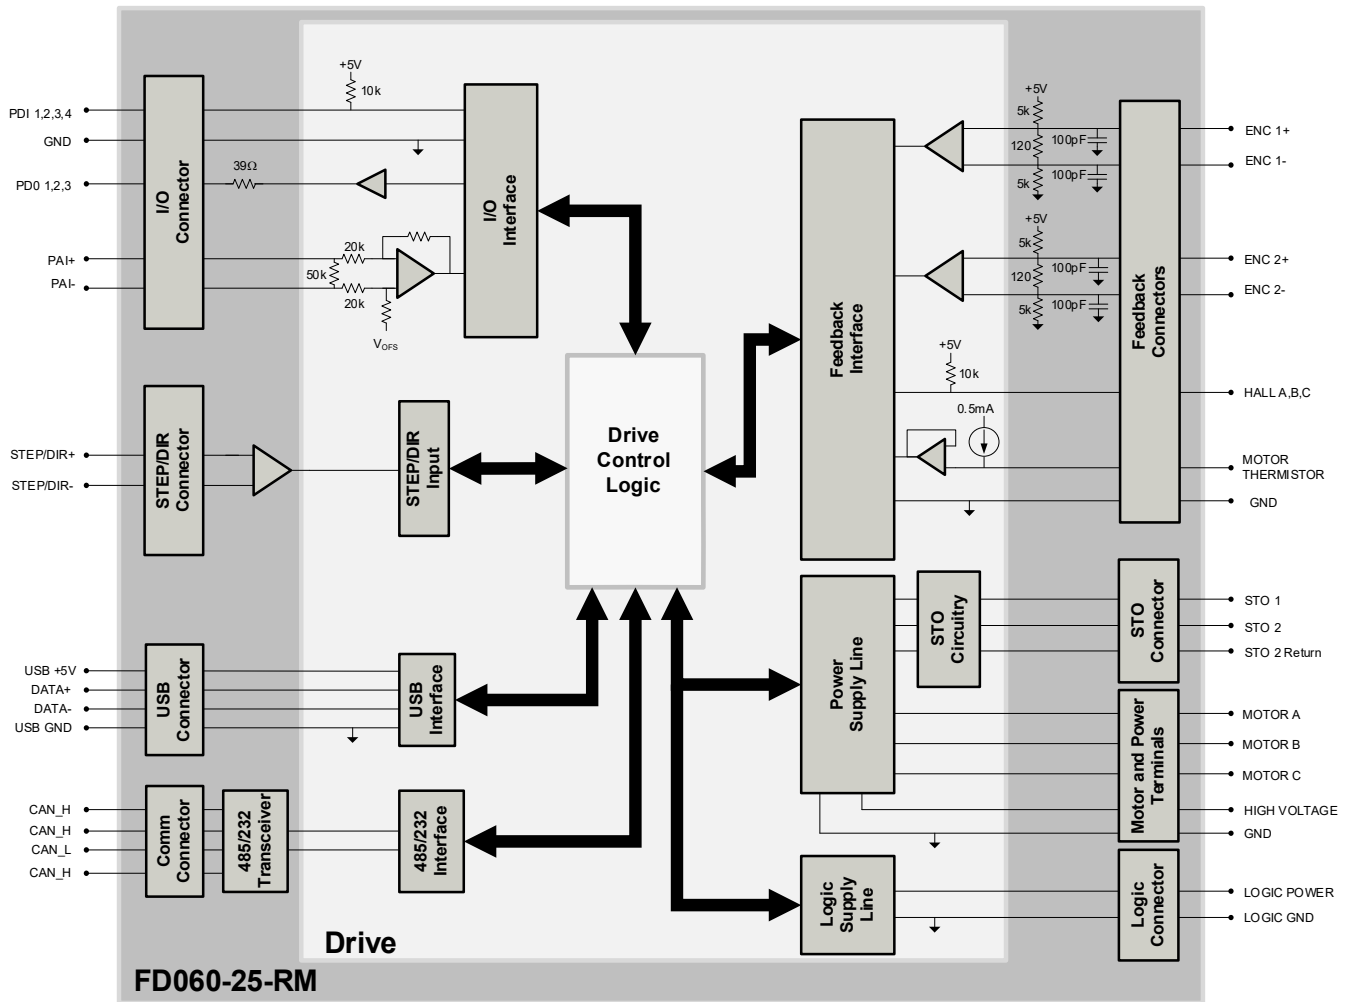 +5V
10k
PDI 1,2,3,4
GND
39Ω
PD0 1,2,3
I/O
Connector
I/O
Interface
PAI+
PAI-
20k
50k
20k
VOFS
STEP/DIR+
STEP/DIR-
STEP/DIR
Connector
STEP/DIR
Input
Drive
Control
Logic
USB +5V
DATA+
DATA-
USB GND
USB
Connector
USB
Interface
CAN_H
CAN_H
CAN_L
CAN_H
Comm
Connector
485/232
Transceiver
485/232
Interface
Feedback
Interface
+5V
5k
120
5k
100pF
100pF
+5V
5k
120
5k
100pF
100pF
+5V
10k
0.5mA
Feedback
Connectors
ENC 1+
ENC 1-
ENC 2+
ENC 2-
HALL A,B,C
MOTOR
THERMISTOR
GND
Power
Supply Line
STO
Circuitry
STO
Connector
STO 1
STO 2
STO 2 Return
Motor and Power
Terminals
MOTOR A
MOTOR B
MOTOR C
HIGH VOLTAGE
GND
Logic
Supply
Line
Logic
Connector
LOGIC POWER
LOGIC GND
Drive
FD060-25-RM